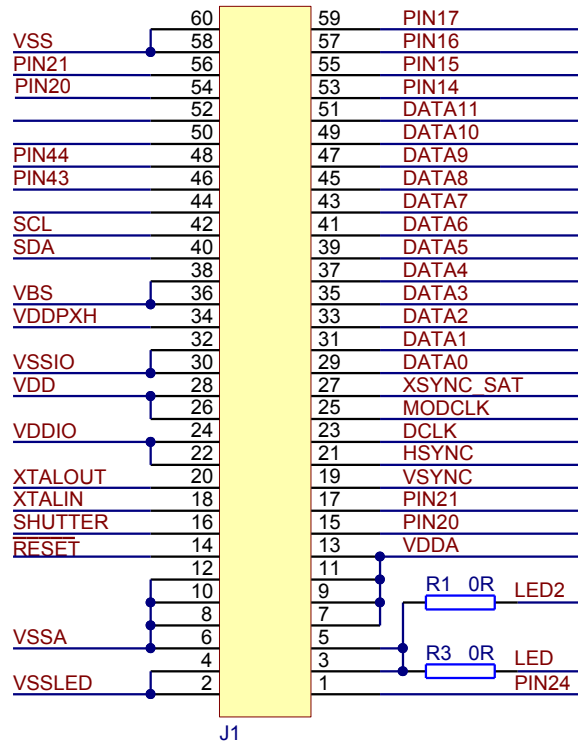 60 59 PIN17
VSS 58 57 PIN16
PIN21 56 55 PIN15
PIN20 54 53 PIN14
52 51 DATA11
50 49 DATA10
PIN44 48 47 DATA9
PIN43 46 45 DATA8
44 43 DATA7
SCL 42 41 DATA6
SDA 40 39 DATA5
38 37 DATA4
VBS 36 35 DATA3
VDDPXH 34 33 DATA2
32 31 DATA1
VSSIO 30 29 DATA0
VDD 28 27 XSYNC_SAT
26 25 MODCLK
VDDIO 24 23 DCLK
22 21 HSYNC
XTALOUT 20 19 VSYNC
XTALIN 18 17 PIN21
SHUTTER 16 15 PIN20
RESET 14 13 VDDA
12 11
10 9 R1 0R LED2
8 7
VSSA 6 5
4 3 R3 0R LED
VSSLED 2 1 PIN24
J1